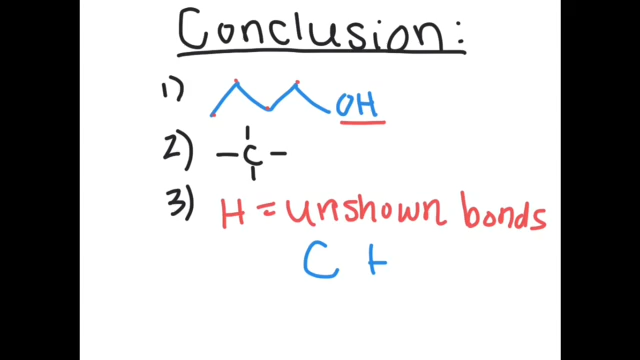 Conclusion:
1) OH
2) -C-
3) H = unshown bonds
C +